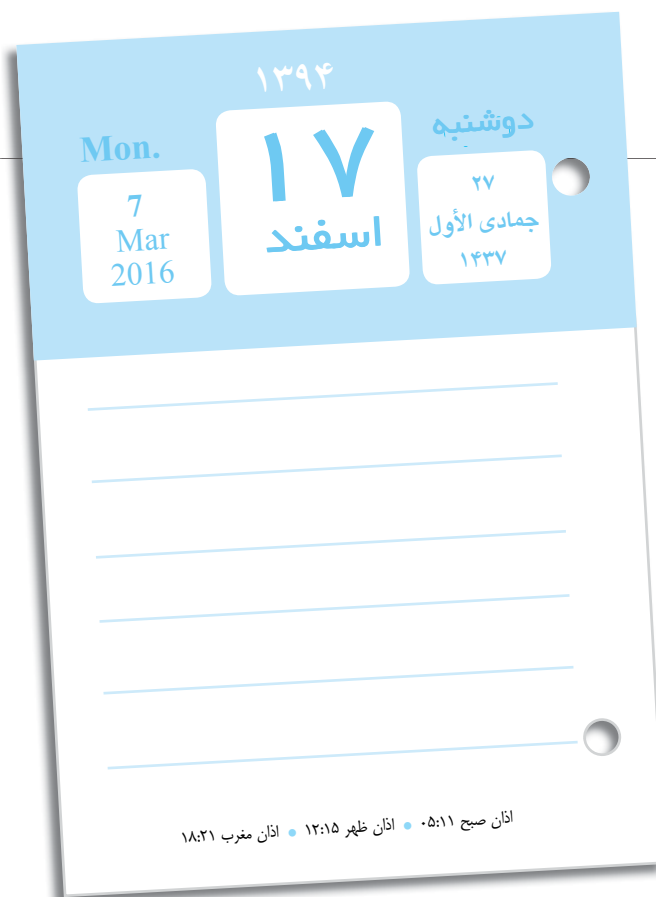 ۱۳۹۴
دوشنبه
۱۷
اسفند
۲۷
جمادی الأول
۱۴۳۷
Mon.
7
Mar
2016
اذان صبح ۰۵:۱۱ • اذان ظهر ۱۲:۱۵ • اذان مغرب ۱۸:۲۱